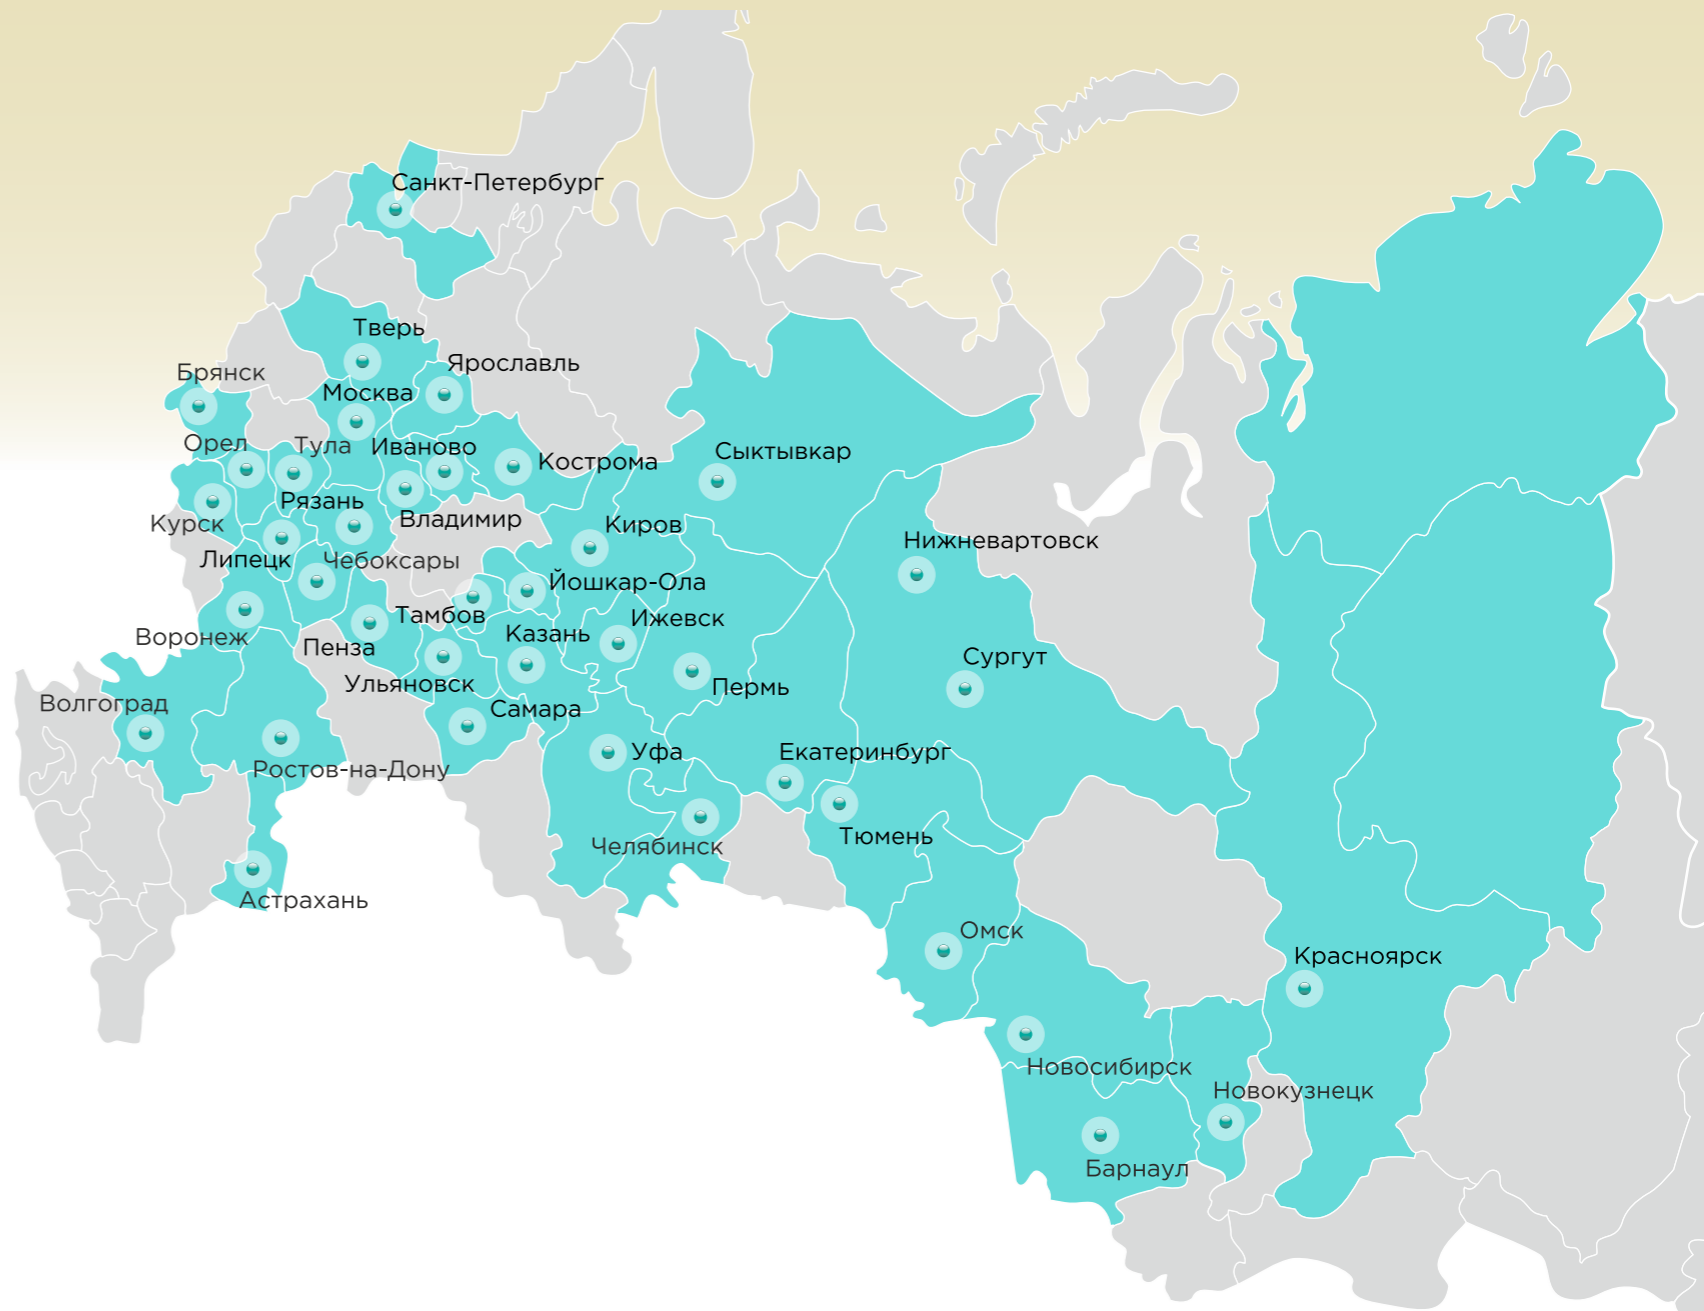 Санкт-Петербург
Тверь
Ярославль
Брянск
Москва
Орел
Тула
Иваново
Кострома
Сыктывкар
Рязань
Курск
Владимир
Киров
Нижневартовск
Липецк
Чебоксары
Йошкар-Ола
Тамбов
Ижевск
Воронеж
Казань
Пенза
Сургут
Ульяновск
Пермь
Волгоград
Самара
Уфа
Екатеринбург
Ростов-на-Дону
Тюмень
Челябинск
Астрахань
Омск
Красноярск
Новосибирск
Новокузнецк
Барнаул